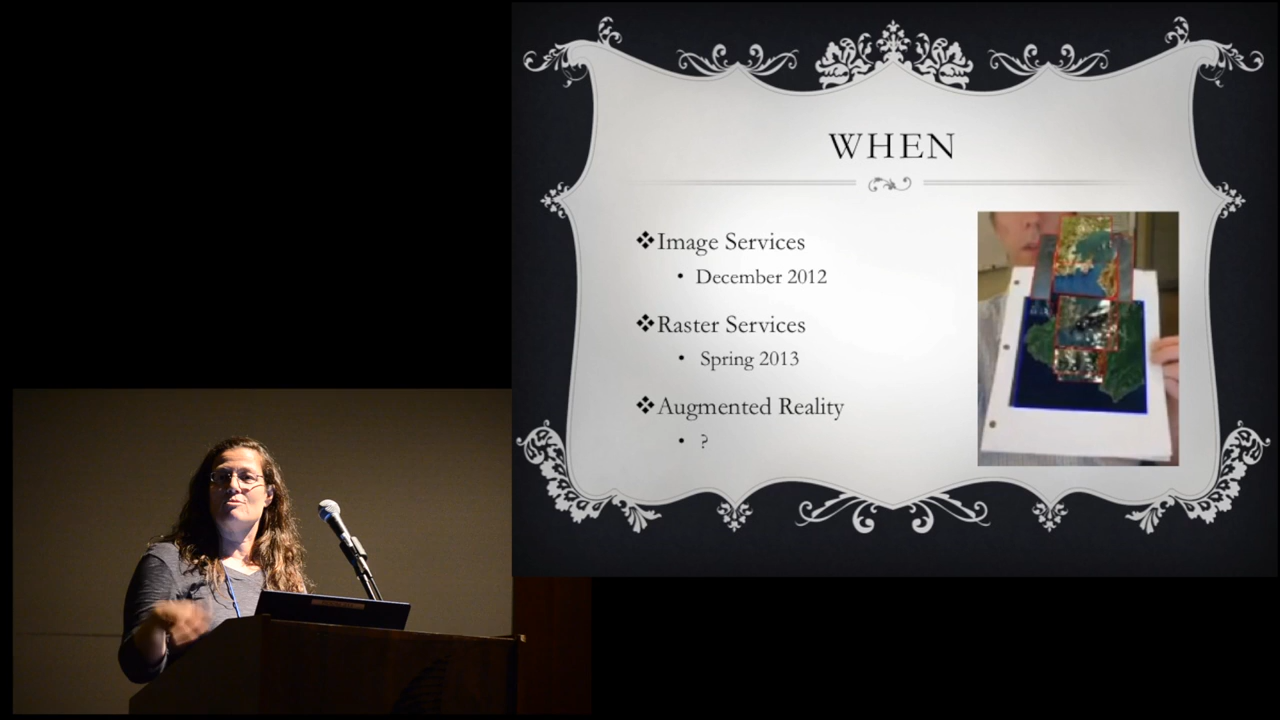 WHEN
❖Image Services
• December 2012
❖Raster Services
• Spring 2013
❖Augmented Reality
• ?